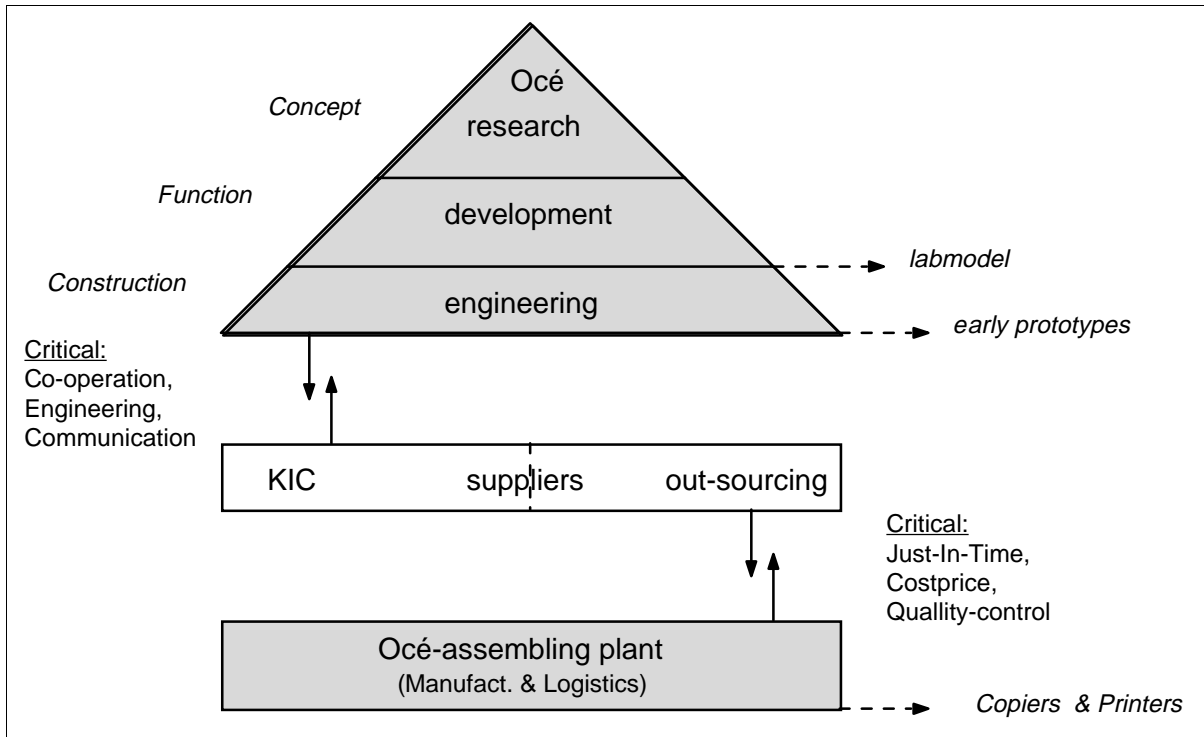 Océ
research
Concept
Function
development
Construction
labmodel
engineering
early prototypes
Critical:
Co-operation,
Engineering,
Communication
KIC suppliers out-sourcing
Critical:
Just-In-Time,
Costprice,
Quallity-control
Océ-assembling plant
(Manufact. & Logistics)
Copiers & Printers